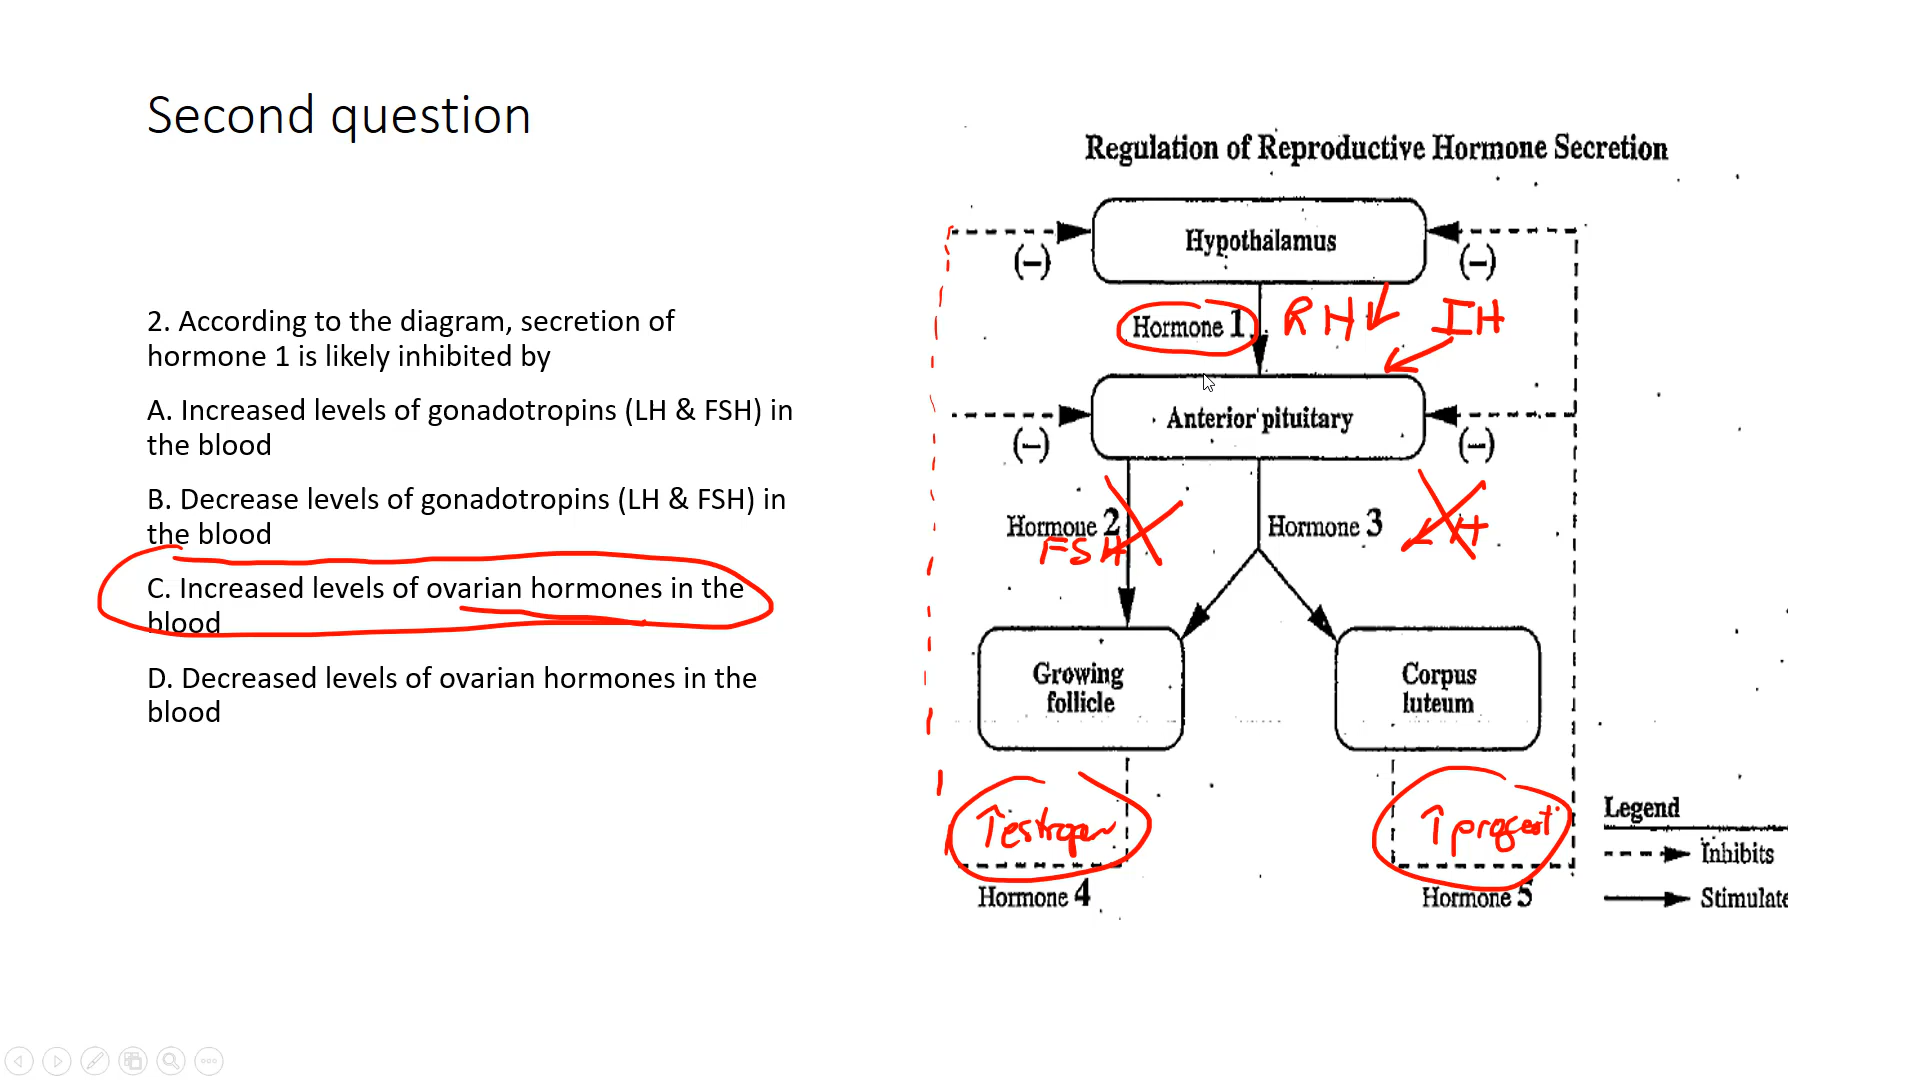 Second question
2. According to the diagram, secretion of
hormone 1 is likely inhibited by
A. Increased levels of gonadotropins (LH & FSH) in
the blood
B. Decrease levels of gonadotropins (LH & FSH) in
the blood
C. Increased levels of ovarian hormones in the
blood
D. Decreased levels of ovarian hormones in the
blood
Regulation of Reproductive Hormone Secretion
Hypothalamus
(−) (−)
Hormone 1 RH↓ IH
Anterior pituitary
(−) (−)
Hormone 2 Hormone 3
FSH
Growing
follicle
Corpus
luteum
↑ ↑progest
Hormone 4 Hormone 5
Legend
Inhibits
Stimulate